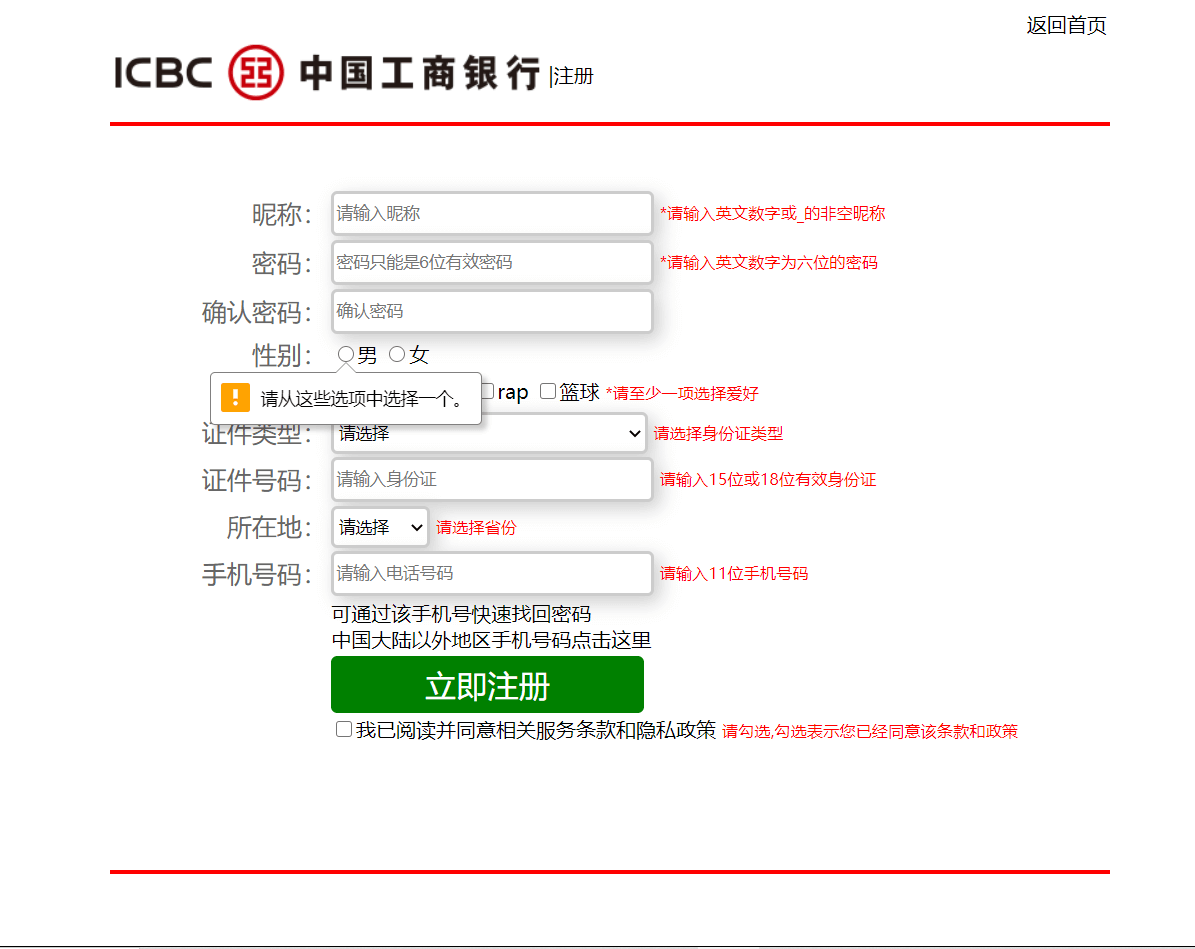 返回首页
ICBC 中国工商银行 |注册
昵称： 请输入昵称 *请输入英文数字或_的非空昵称
密码： 密码只能是6位有效密码 *请输入英文数字为六位的密码
确认密码： 确认密码
性别： 男 女
请从这些选项中选择一个。 rap 篮球 *请至少一项选择爱好
证件类型： 请选择 请选择身份证类型
证件号码： 请输入身份证 请输入15位或18位有效身份证
所在地： 请选择 请选择省份
手机号码： 请输入电话号码 请输入11位手机号码
可通过该手机号快速找回密码
中国大陆以外地区手机号码点击这里
立即注册
我已阅读并同意相关服务条款和隐私政策 请勾选,勾选表示您已经同意该条款和政策